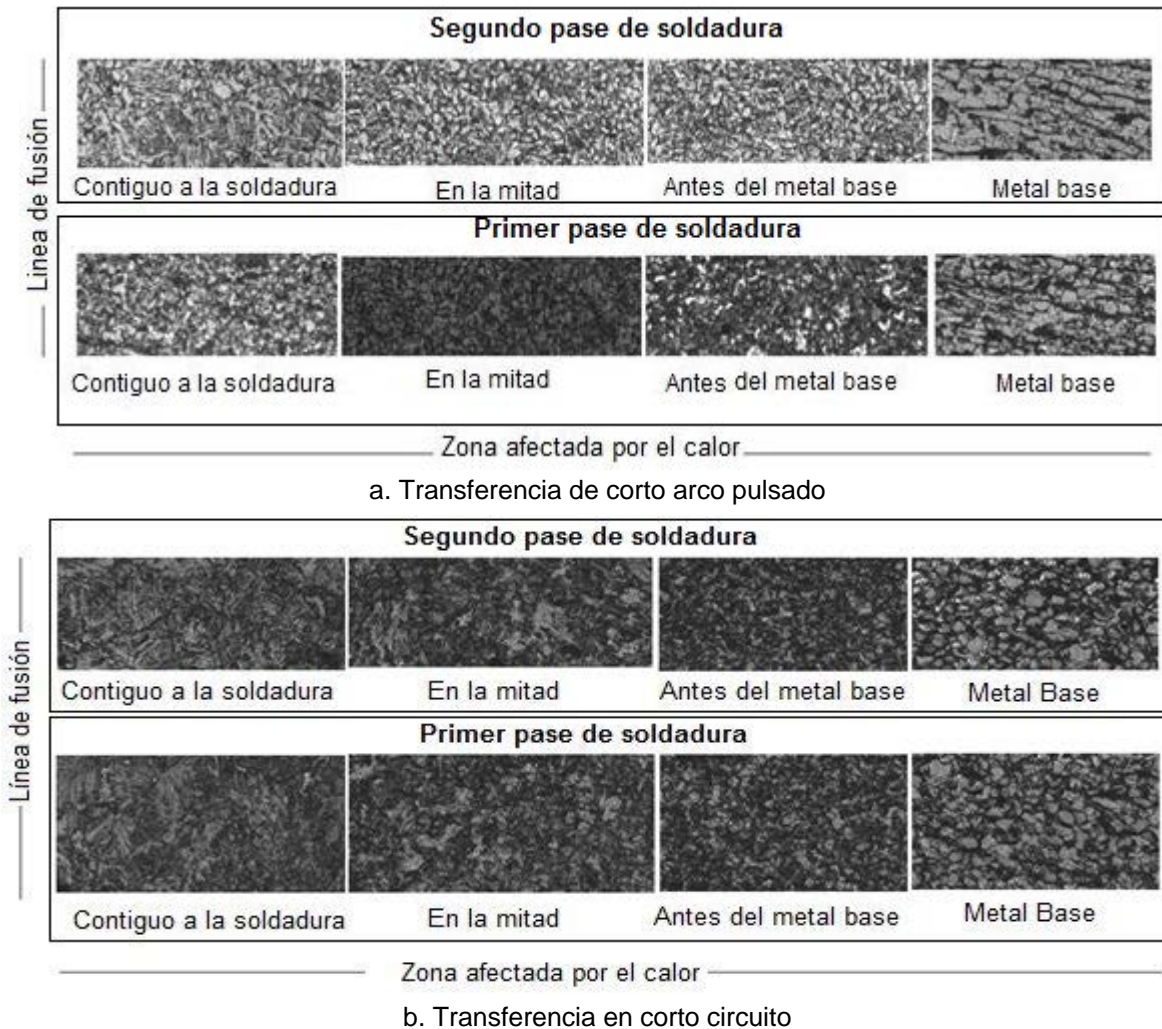 Segundo pase de soldadura
Línea de fusión
Contiguo a la soldadura
En la mitad
Antes del metal base
Metal base
Primer pase de soldadura
Contiguo a la soldadura
En la mitad
Antes del metal base
Metal base
Zona afectada por el calor
a. Transferencia de corto arco pulsado
Segundo pase de soldadura
Línea de fusión
Contiguo a la soldadura
En la mitad
Antes del metal base
Metal Base
Primer pase de soldadura
Contiguo a la soldadura
En la mitad
Antes del metal base
Metal Base
Zona afectada por el calor
b. Transferencia en corto circuito